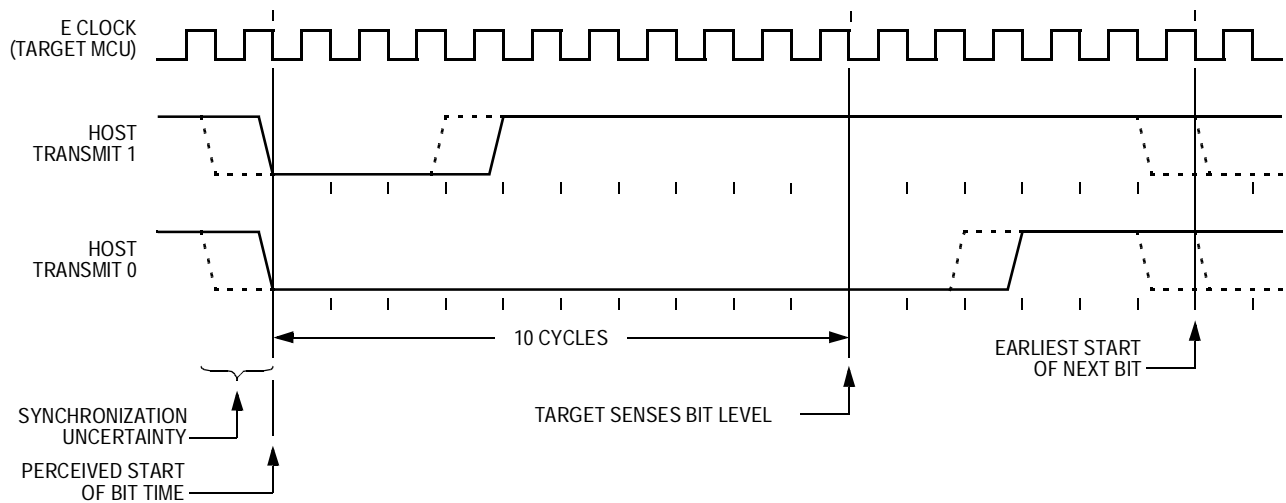 E CLOCK
(TARGET MCU)
HOST
TRANSMIT 1
HOST
TRANSMIT 0
10 CYCLES
EARLIEST START
OF NEXT BIT
TARGET SENSES BIT LEVEL
SYNCHRONIZATION
UNCERTAINTY
PERCEIVED START
OF BIT TIME